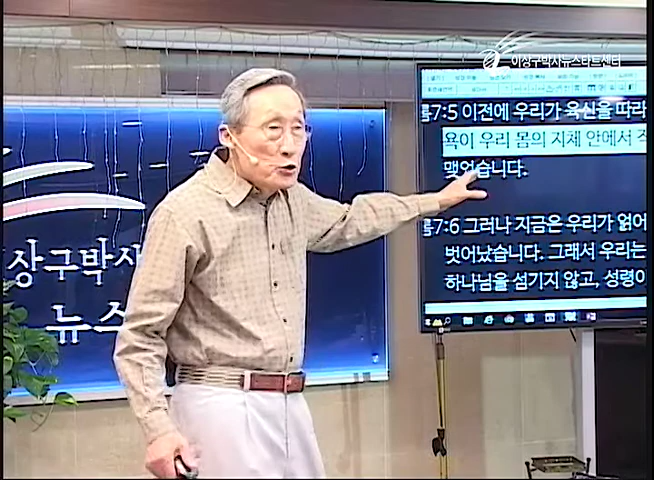 이상구박사뉴스타트센터
롬7:5 이전에 우리가 육신을 따라
욕이 우리 몸의 지체 안에서 작
맺었습니다.
롬7:6 그러나 지금은 우리가 얽어
벗어났습니다. 그래서 우리는
하나님을 섬기지 않고, 성령이
상구박사
뉴스